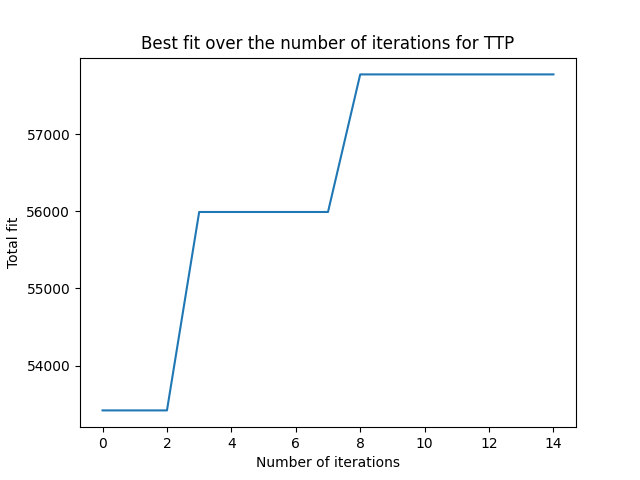 Best fit over the number of iterations for TTP
57000
56000
55000
54000
Total fit
0 2 4 6 8 10 12 14
Number of iterations